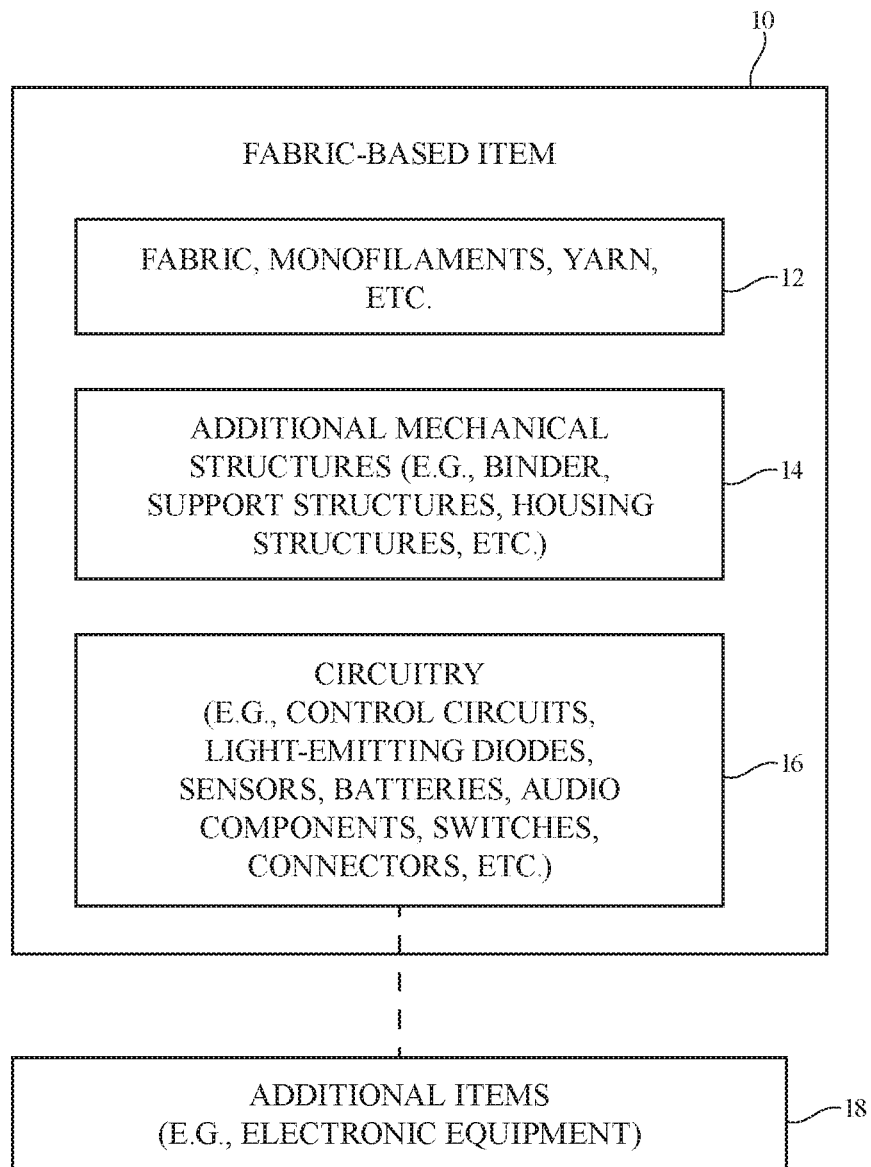 10
FABRIC-BASED ITEM
FABRIC, MONOFILAMENTS, YARN,
ETC.
12
ADDITIONAL MECHANICAL
STRUCTURES (E.G., BINDER,
SUPPORT STRUCTURES, HOUSING
STRUCTURES, ETC.)
14
CIRCUITRY
(E.G., CONTROL CIRCUITS,
LIGHT-EMITTING DIODES,
SENSORS, BATTERIES, AUDIO
COMPONENTS, SWITCHES,
CONNECTORS, ETC.)
16
ADDITIONAL ITEMS
(E.G., ELECTRONIC EQUIPMENT)
18